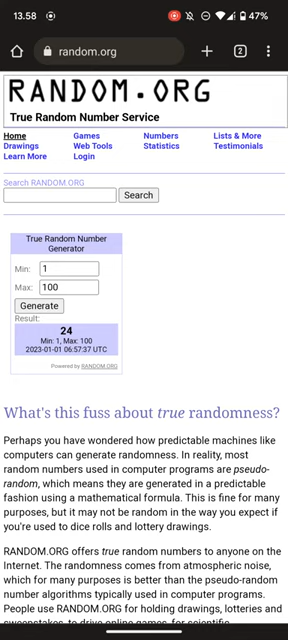 13.58
47%
random.org
2
RANDOM.ORG
True Random Number Service
Home Games Numbers Lists & More
Drawings Web Tools Statistics Testimonials
Learn More Login
Search RANDOM.ORG
Search
True Random Number
Generator
Min: 1
Max: 100
Generate
Result:
24
Min: 1, Max: 100
2023-01-01 06:57:37 UTC
Powered by RANDOM.ORG
What's this fuss about true randomness?
Perhaps you have wondered how predictable machines like
computers can generate randomness. In reality, most
random numbers used in computer programs are pseudo-
random, which means they are generated in a predictable
fashion using a mathematical formula. This is fine for many
purposes, but it may not be random in the way you expect if
you're used to dice rolls and lottery drawings.
RANDOM.ORG offers true random numbers to anyone on the
Internet. The randomness comes from atmospheric noise,
which for many purposes is better than the pseudo-random
number algorithms typically used in computer programs.
People use RANDOM.ORG for holding drawings, lotteries and
sweepstakes, to drive online games, for scientific